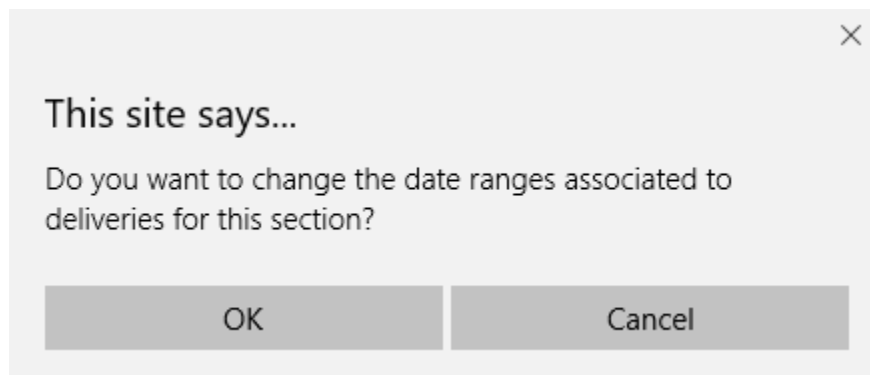 This site says...
Do you want to change the date ranges associated to
deliveries for this section?
OK
Cancel